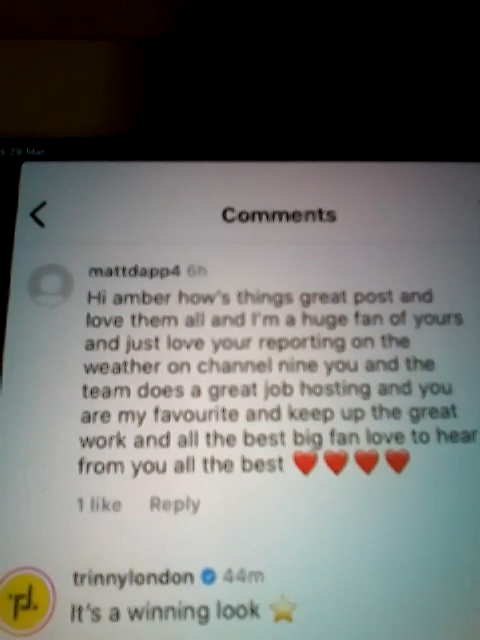 29 Mar
Comments
mattdapp4 6h
Hi amber how's things great post and
love them all and I'm a huge fan of yours
and just love your reporting on the
weather on channel nine you and the
team does a great job hosting and you
are my favourite and keep up the great
work and all the best big fan love to hear
from you all the best ❤️❤️❤️❤️
1 like Reply
trinnylondon 44m
It's a winning look ⭐